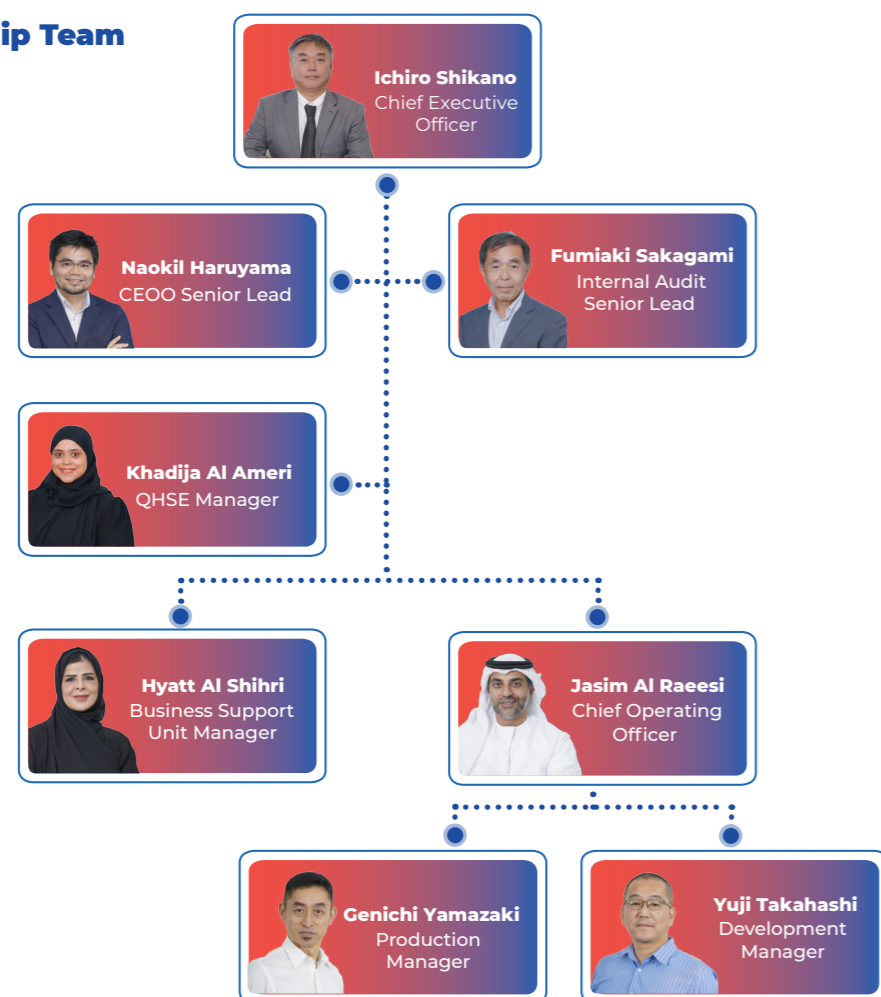 ip Team
Ichiro Shikano
Chief Executive
Officer
Naokil Haruyama
CEOO Senior Lead
Fumiaki Sakagami
Internal Audit
Senior Lead
Khadija Al Ameri
QHSE Manager
Hyatt Al Shihri
Business Support
Unit Manager
Jasim Al Raeesi
Chief Operating
Officer
Genichi Yamazaki
Production
Manager
Yuji Takahashi
Development
Manager